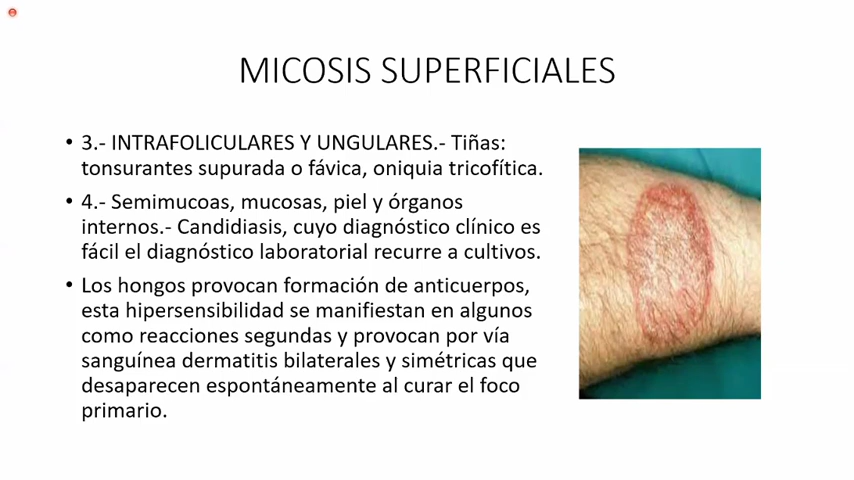 MICOSIS SUPERFICIALES
• 3.- INTRAFOLICULARES Y UNGULARES.- Tiñas:
tonsurantes supurada o fávica, oniquia tricofítica.
• 4.- Semimucoas, mucosas, piel y órganos
internos.- Candidiasis, cuyo diagnóstico clínico es
fácil el diagnóstico laboratorial recurre a cultivos.
• Los hongos provocan formación de anticuerpos,
esta hipersensibilidad se manifiestan en algunos
como reacciones segundas y provocan por vía
sanguínea dermatitis bilaterales y simétricas que
desaparecen espontáneamente al curar el foco
primario.